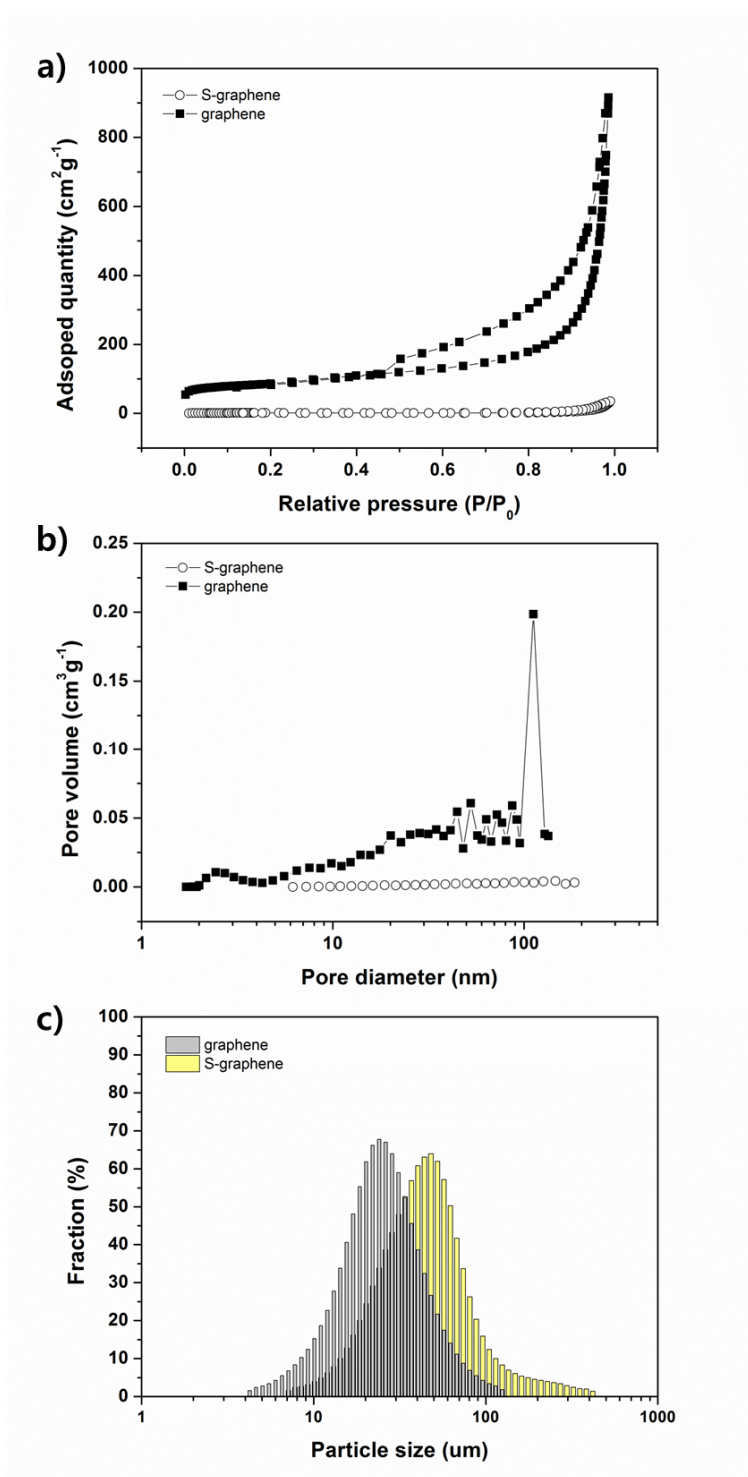 a)
1000
800
600
400
200
0
S-graphene
graphene
Adsoped quantity (cm²g⁻¹)
0.0 0.2 0.4 0.6 0.8 1.0
Relative pressure (P/P₀)
b)
0.25
0.20
0.15
0.10
0.05
0.00
S-graphene
graphene
Pore volume (cm³g⁻¹)
1 10 100
Pore diameter (nm)
c)
100
90
80
70
60
50
40
30
20
10
0
graphene
S-graphene
Fraction (%)
1 10 100 1000
Particle size (um)